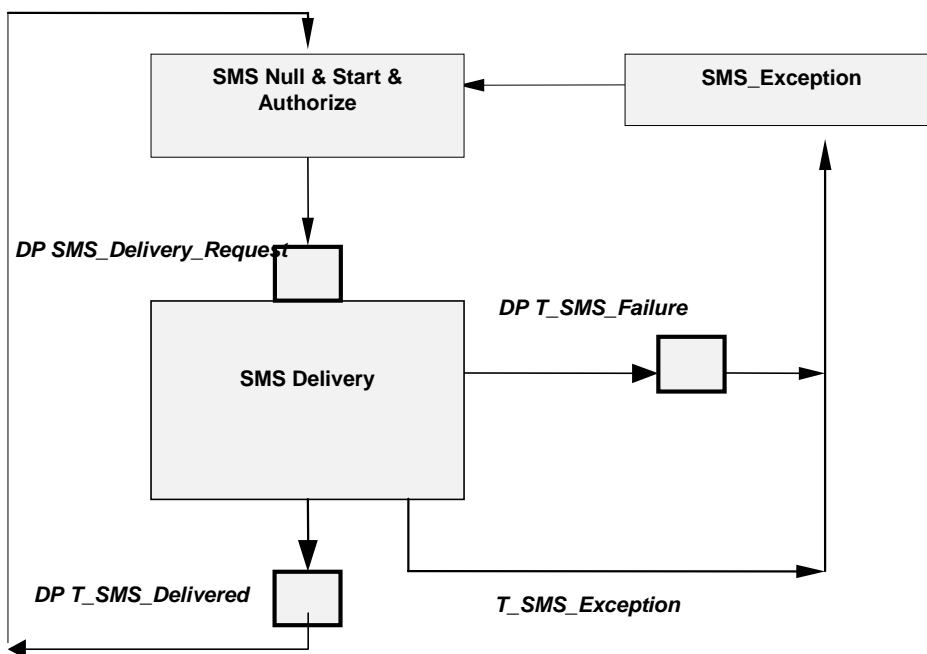 SMS Null & Start &
Authorize
SMS_Exception
DP SMS_Delivery_Request
DP T_SMS_Failure
SMS Delivery
DP T_SMS_Delivered
T_SMS_Exception